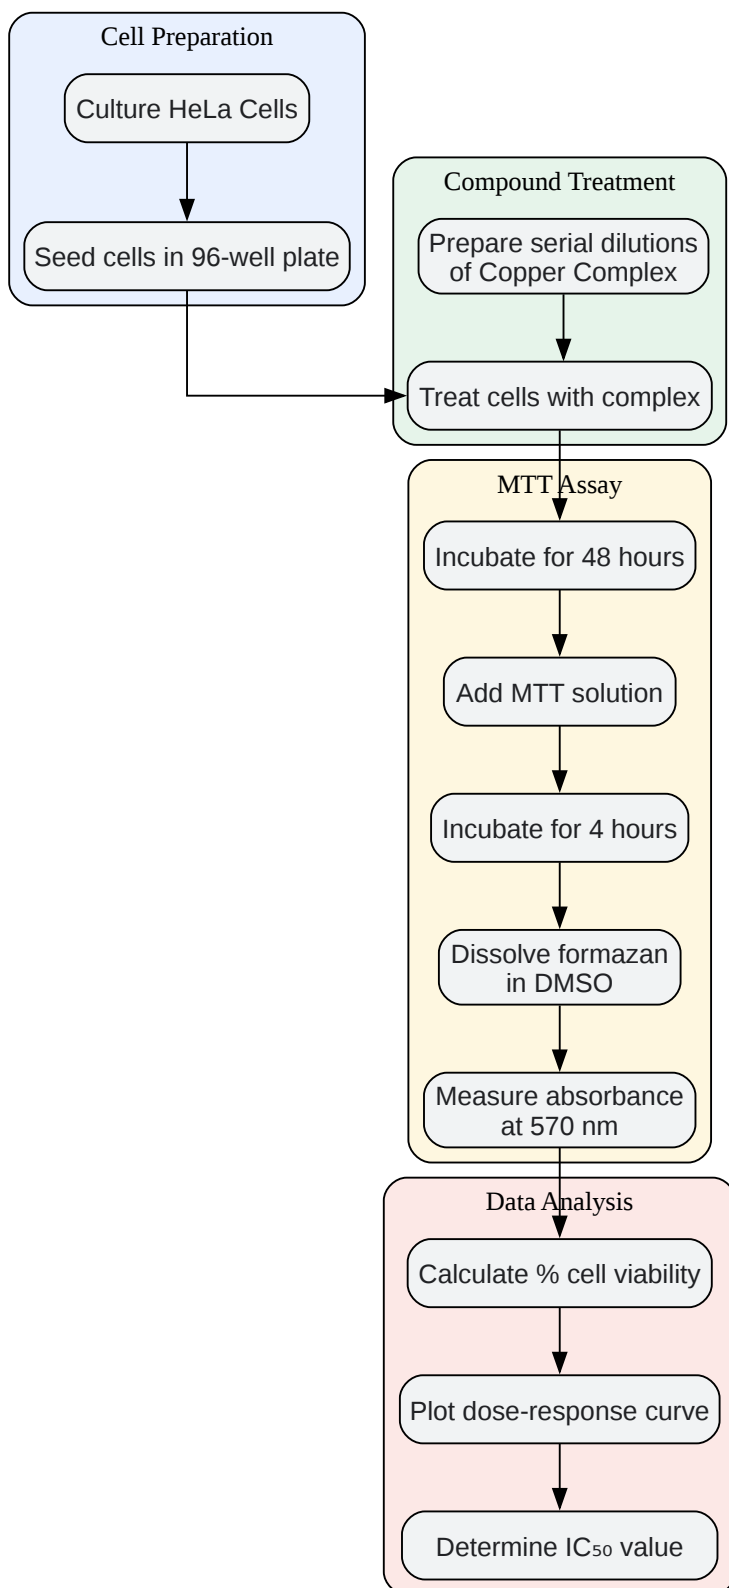 Cell Preparation
Culture HeLa Cells
Seed cells in 96-well plate
Compound Treatment
Prepare serial dilutions
of Copper Complex
Treat cells with complex
MTT Assay
Incubate for 48 hours
Add MTT solution
Incubate for 4 hours
Dissolve formazan
in DMSO
Measure absorbance
at 570 nm
Data Analysis
Calculate % cell viability
Plot dose-response curve
Determine IC₅₀ value